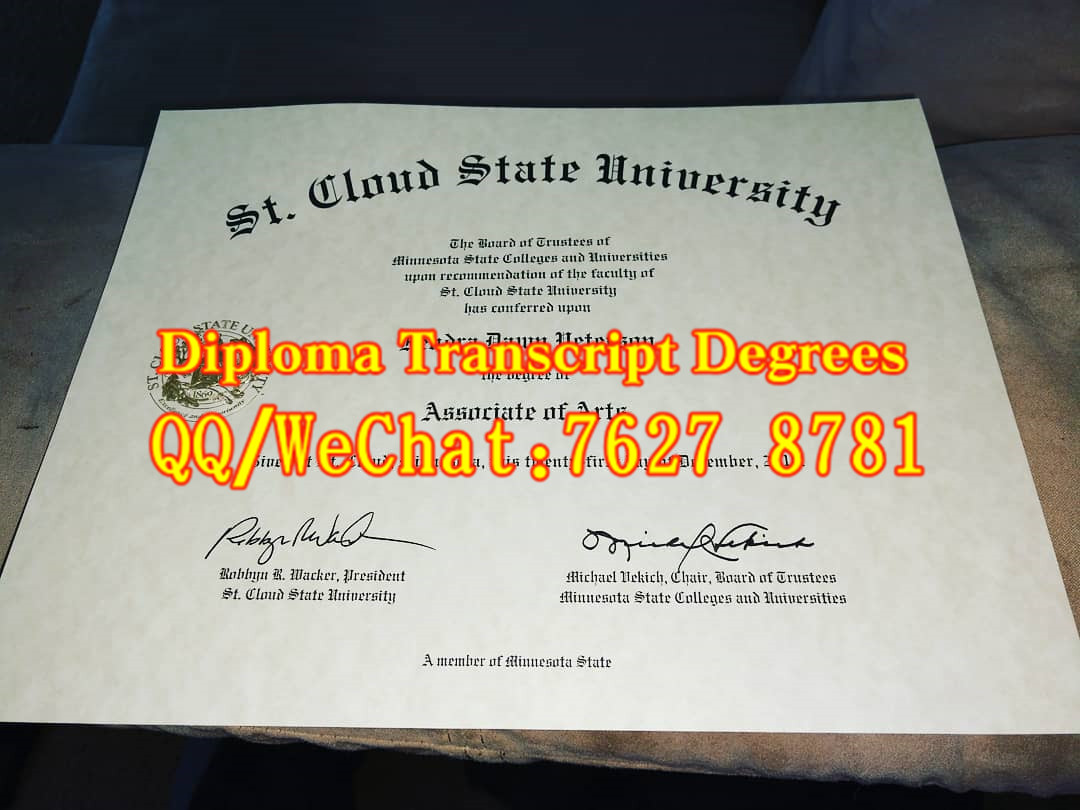 St. Cloud State University
The Board of Trustees of
Minnesota State Colleges and Universities
upon recommendation of the faculty of
St. Cloud State University
has conferred upon
Dawn Peterson
Diploma Transcript Degrees
the degree of
Associate of Arts
QQ/WeChat:7627 8781
December,
1869
Robbyn R. Wacker, President
St. Cloud State University
Michael Vekich, Chair, Board of Trustees
Minnesota State Colleges and Universities
A member of Minnesota State